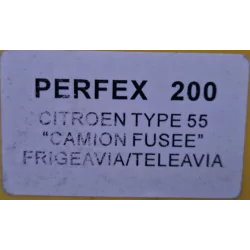 PERFEX 200
CITROEN TYPE 55
"CAMION FUSEE"
FRIGEAVIA/TELEAVIA